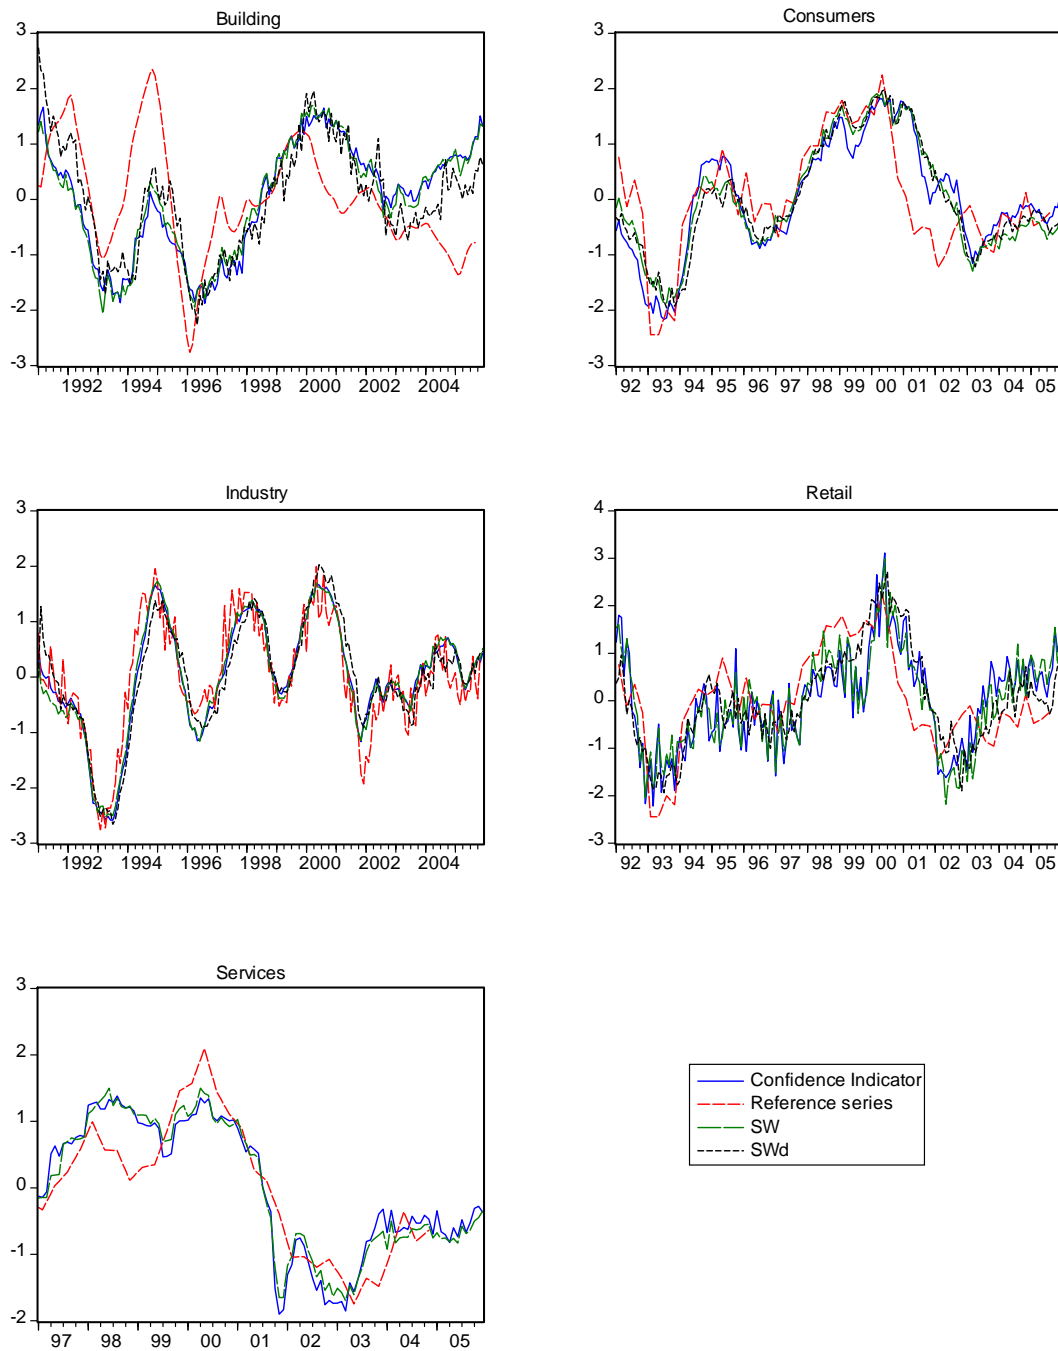 Building
3
2
1
0
-1
-2
-3
1992 1994 1996 1998 2000 2002 2004
Consumers
3
2
1
0
-1
-2
-3
92 93 94 95 96 97 98 99 00 01 02 03 04 05
Industry
3
2
1
0
-1
-2
-3
1992 1994 1996 1998 2000 2002 2004
Retail
4
3
2
1
0
-1
-2
-3
92 93 94 95 96 97 98 99 00 01 02 03 04 05
Services
3
2
1
0
-1
-2
97 98 99 00 01 02 03 04 05
Confidence Indicator
Reference series
SW
SWd